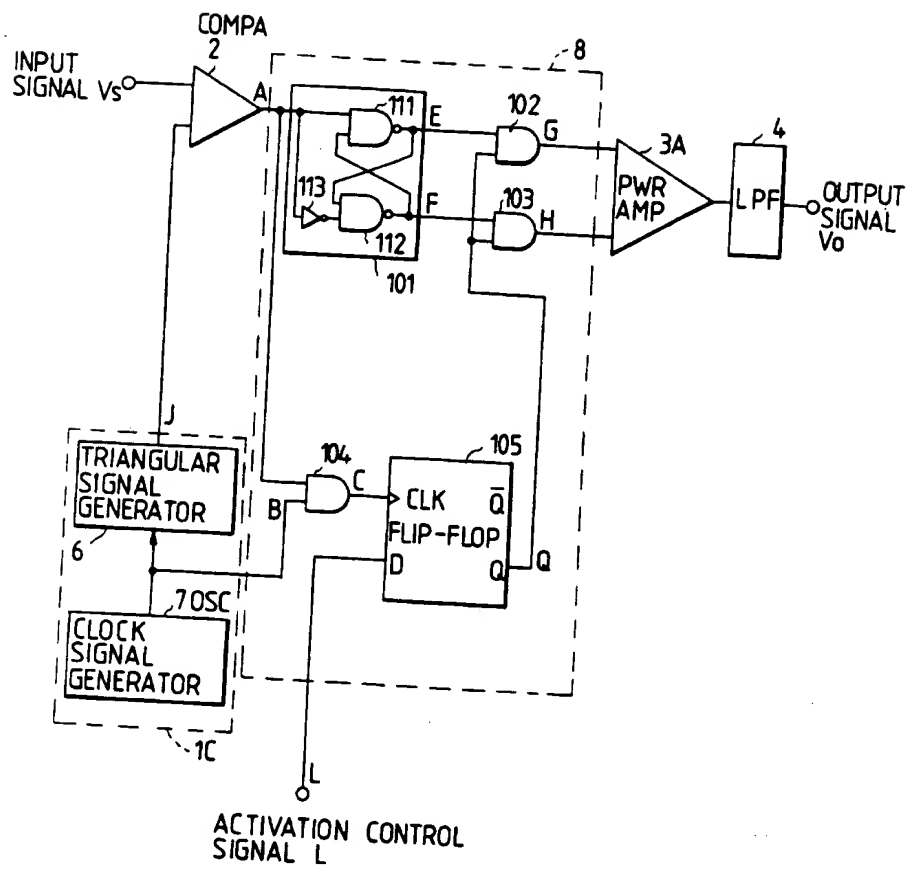 COMPA
2
INPUT
SIGNAL Vs
A
8
111
E
102
G
3A
4
113
F
103
H
PWR
AMP
LPF
OUTPUT
SIGNAL
Vo
112
101
J
TRIANGULAR
SIGNAL
GENERATOR
6
104
B
C
105
CLK
Q̅
FLIP-FLOP
D
Q
Q
7 OSC
CLOCK
SIGNAL
GENERATOR
1C
L
ACTIVATION CONTROL
SIGNAL L